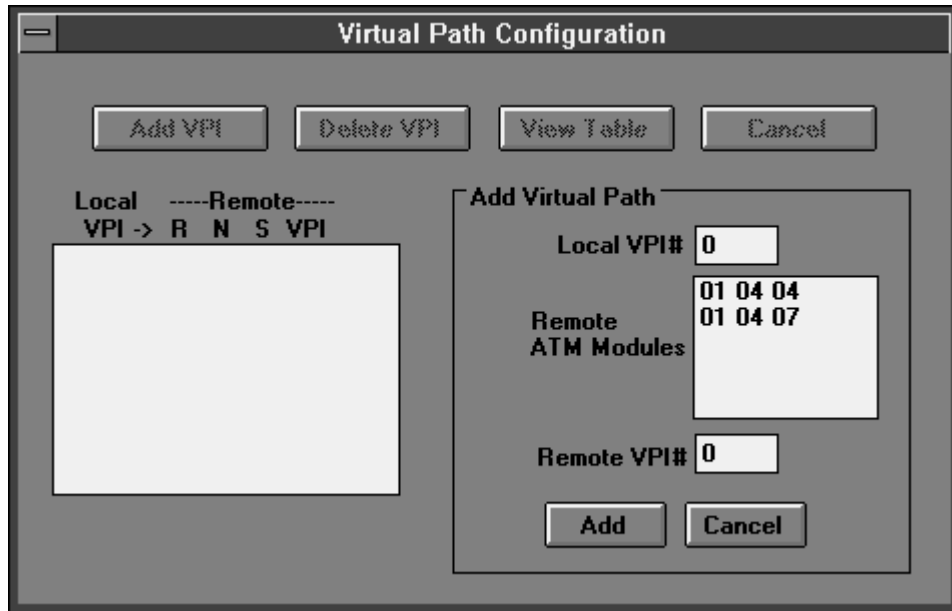 Virtual Path Configuration
Add VPI Delete VPI View Table Cancel
Local -----Remote-----
VPI -> R N S VPI
Add Virtual Path
Local VPI# 0
Remote
ATM Modules
01 04 04
01 04 07
Remote VPI# 0
Add Cancel